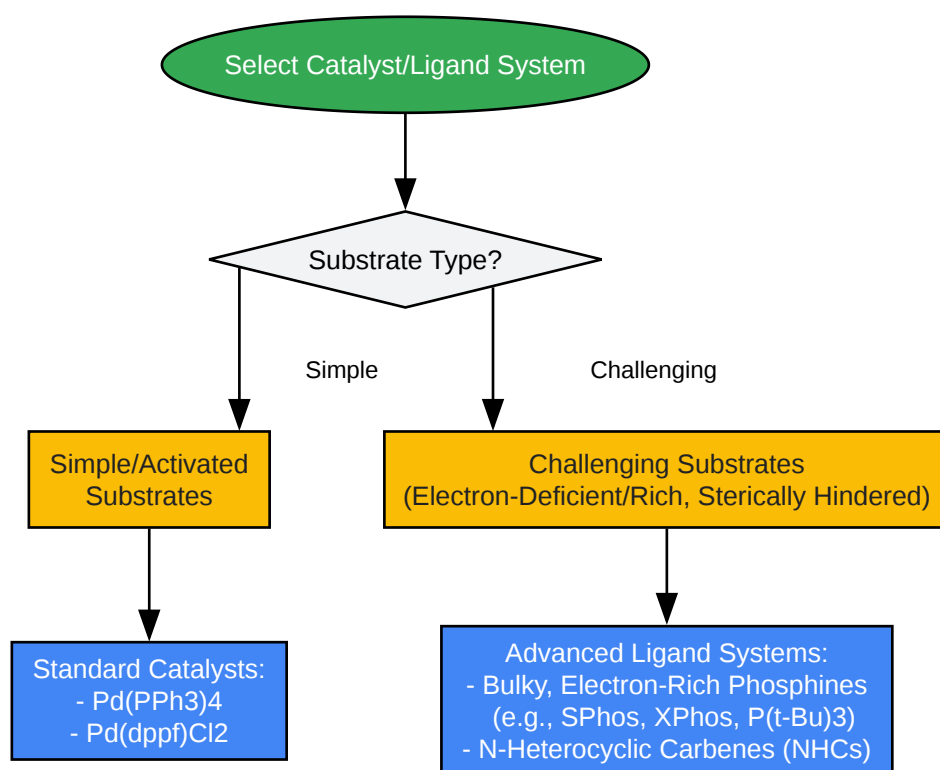 Select Catalyst/Ligand System
Substrate Type?
Simple
Challenging
Simple/Activated
Substrates
Challenging Substrates
(Electron-Deficient/Rich, Sterically Hindered)
Standard Catalysts:
- Pd(PPh3)4
- Pd(dppf)Cl2
Advanced Ligand Systems:
- Bulky, Electron-Rich Phosphines
(e.g., SPhos, XPhos, P(t-Bu)3)
- N-Heterocyclic Carbenes (NHCs)